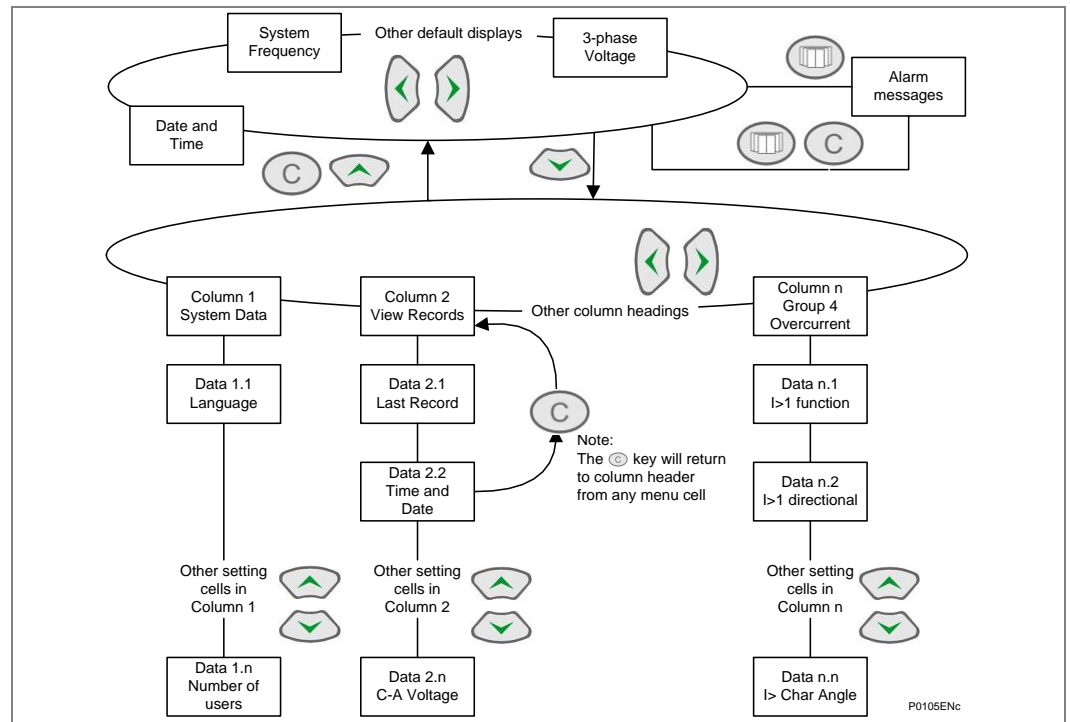 System
Frequency
Other default displays
3-phase
Voltage
Alarm
messages
Date and
Time
C
C
Column 1
System Data
Column 2
View Records
Other column headings
Column n
Group 4
Overcurrent
Data 1.1
Language
Data 2.1
Last Record
Data n.1
I>1 function
C
Note:
The C key will return
to column header
from any menu cell
Data 2.2
Time and
Date
Data n.2
I>1 directional
Other setting
cells in
Column 1
Other setting
cells in
Column 2
Other setting
cells in
Column n
Data 1.n
Number of
users
Data 2.n
C-A Voltage
Data n.n
I> Char Angle
P0105ENc